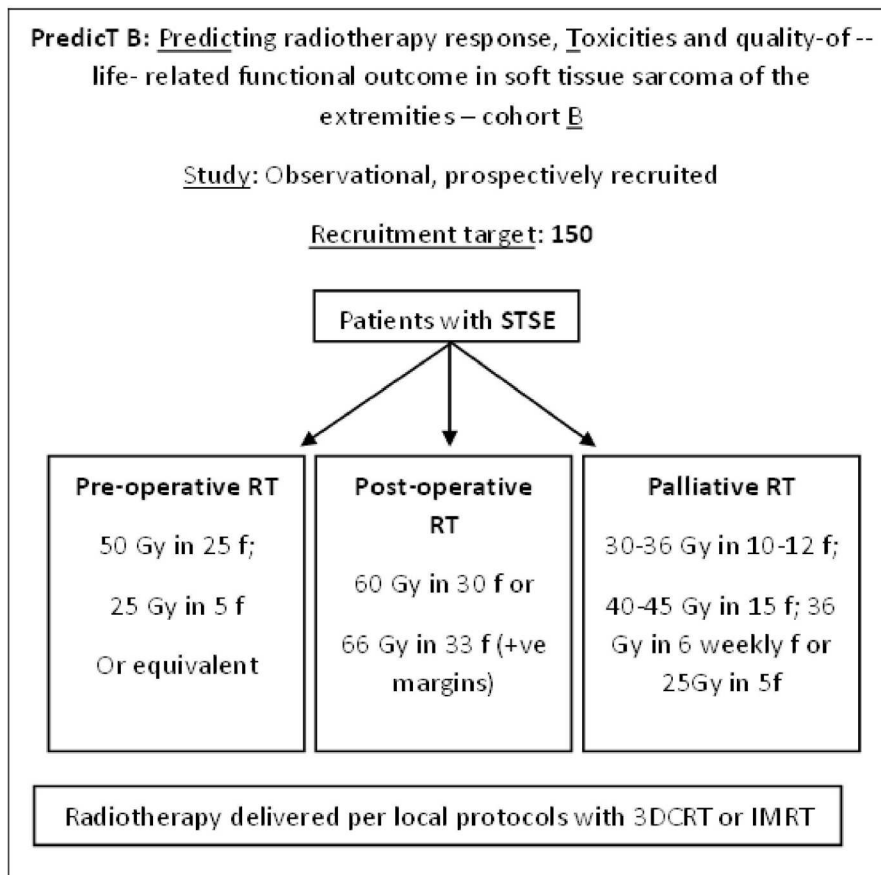 PredicT B: Predicting radiotherapy response, Toxicities and quality-of --
life- related functional outcome in soft tissue sarcoma of the
extremities – cohort B
Study: Observational, prospectively recruited
Recruitment target: 150
Patients with STSE
Pre-operative RT
50 Gy in 25 f;
25 Gy in 5 f
Or equivalent
Post-operative
RT
60 Gy in 30 f or
66 Gy in 33 f (+ve
margins)
Palliative RT
30-36 Gy in 10-12 f;
40-45 Gy in 15 f; 36
Gy in 6 weekly f or
25Gy in 5f
Radiotherapy delivered per local protocols with 3DCRT or IMRT